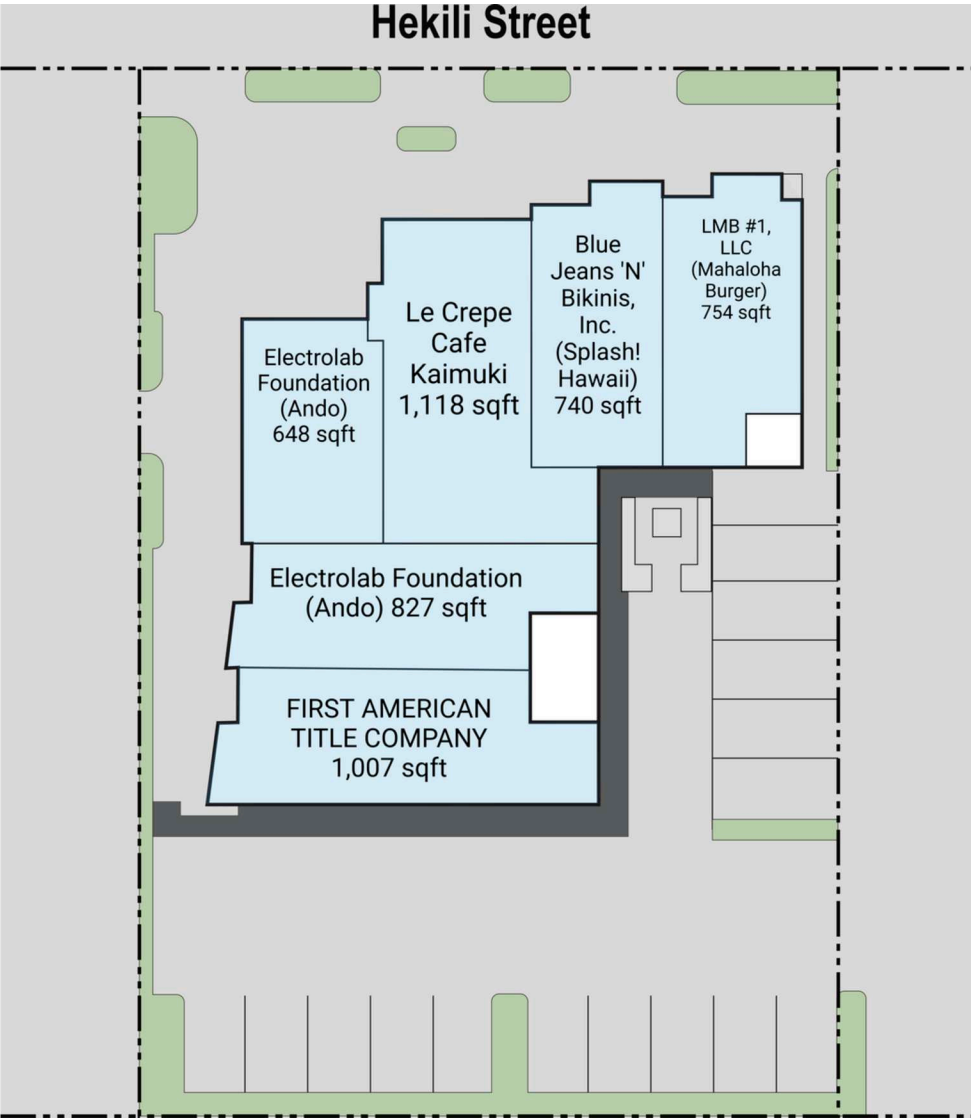 Hekili Street
LMB #1,
LLC
(Mahaloha
Burger)
754 sqft
Blue
Jeans 'N'
Bikinis,
Inc.
(Splash!
Hawaii)
740 sqft
Le Crepe
Cafe
Kaimuki
1,118 sqft
Electrolab
Foundation
(Ando)
648 sqft
Electrolab Foundation
(Ando) 827 sqft
FIRST AMERICAN
TITLE COMPANY
1,007 sqft